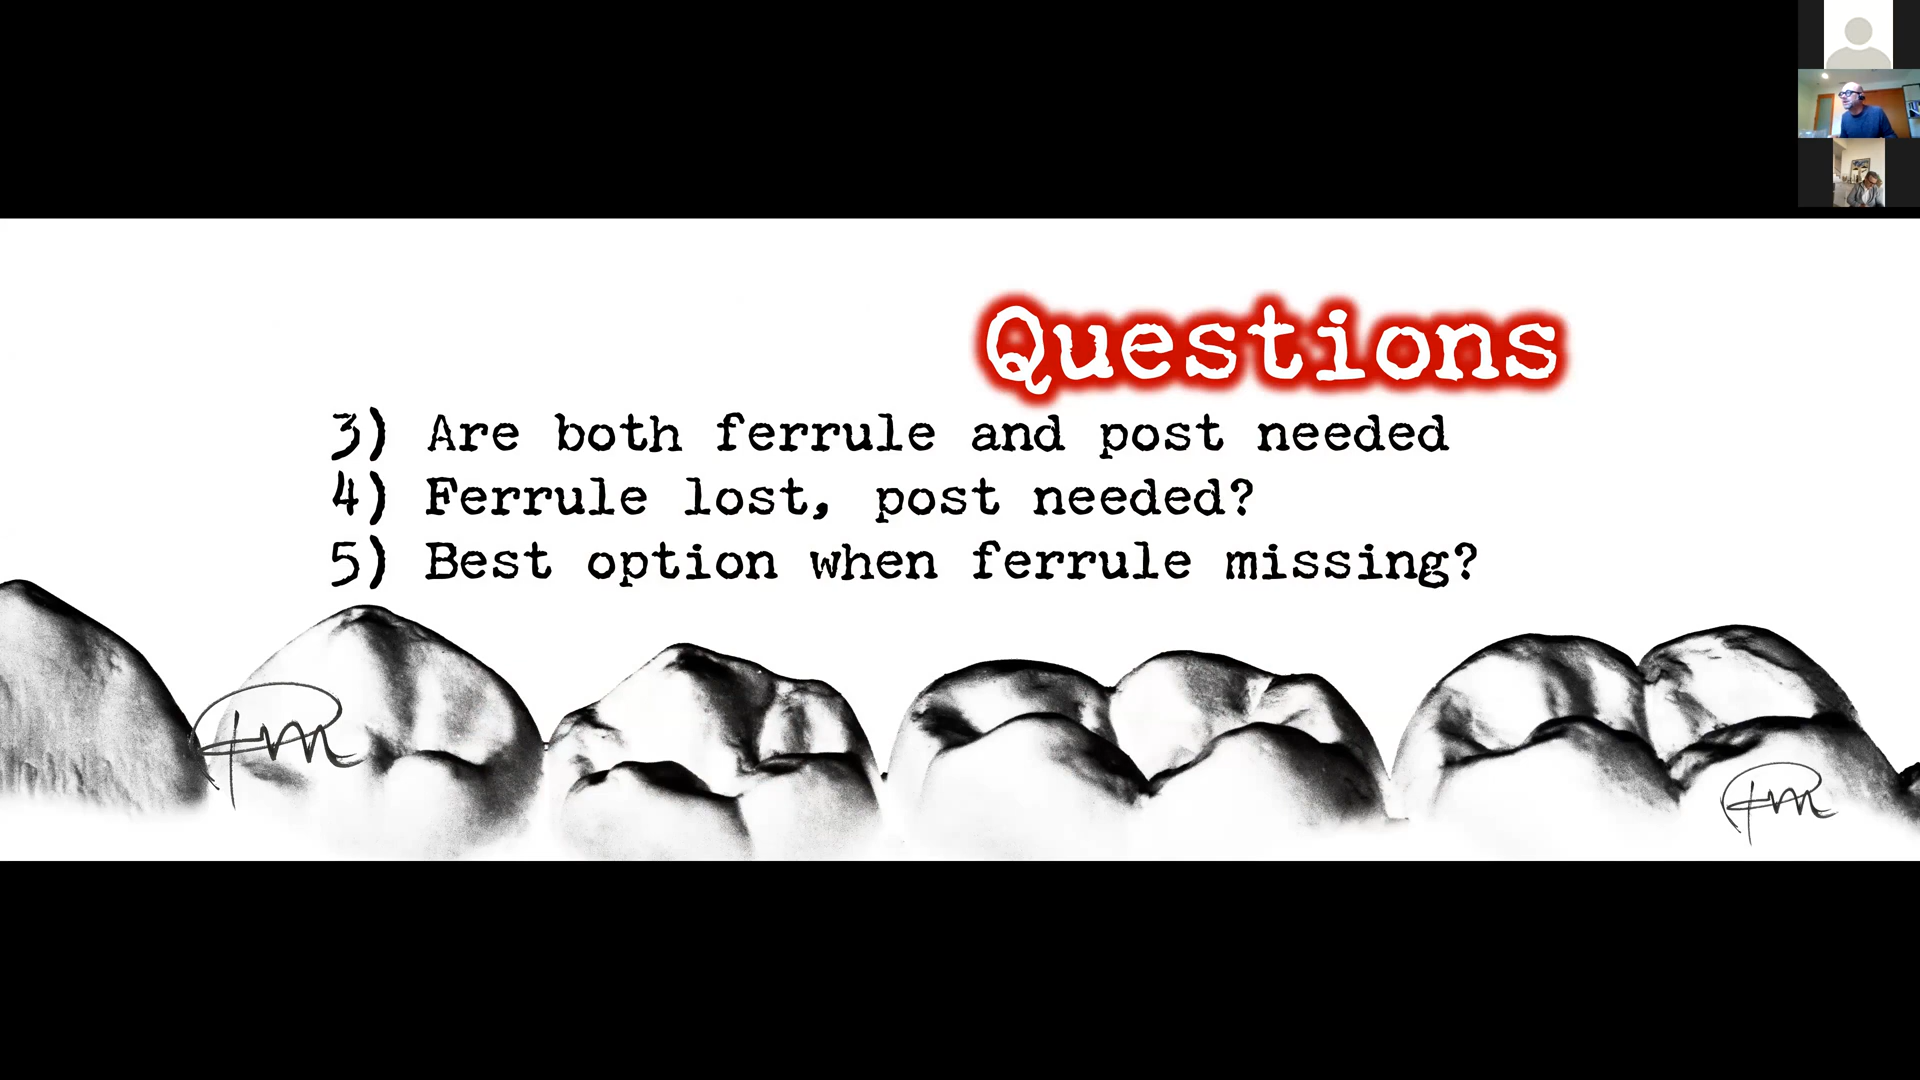 Questions
3) Are both ferrule and post needed
4) Ferrule lost, post needed?
5) Best option when ferrule missing?